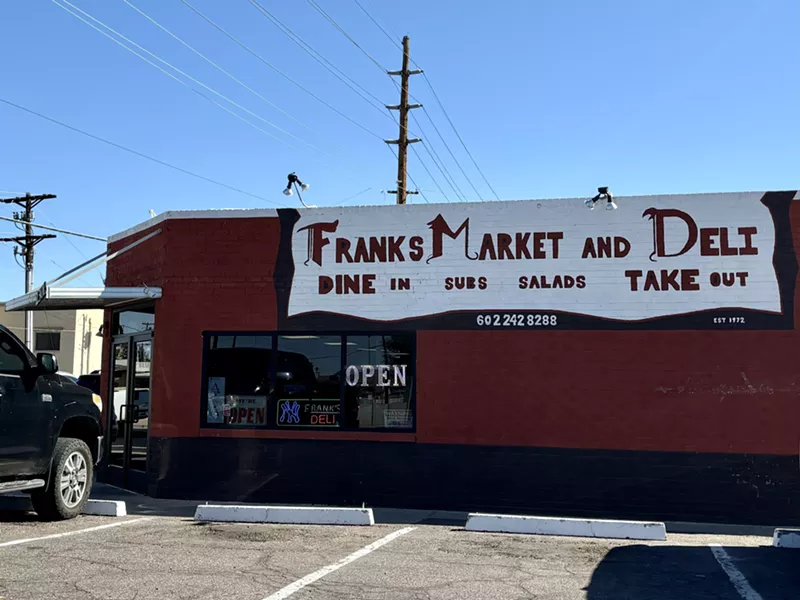 FRANKS MARKET AND DELI
DINE IN SUBS SALADS TAKE OUT
602 242 8288
EST 1972
OPEN
OPEN
NY FRANK'S
DELI